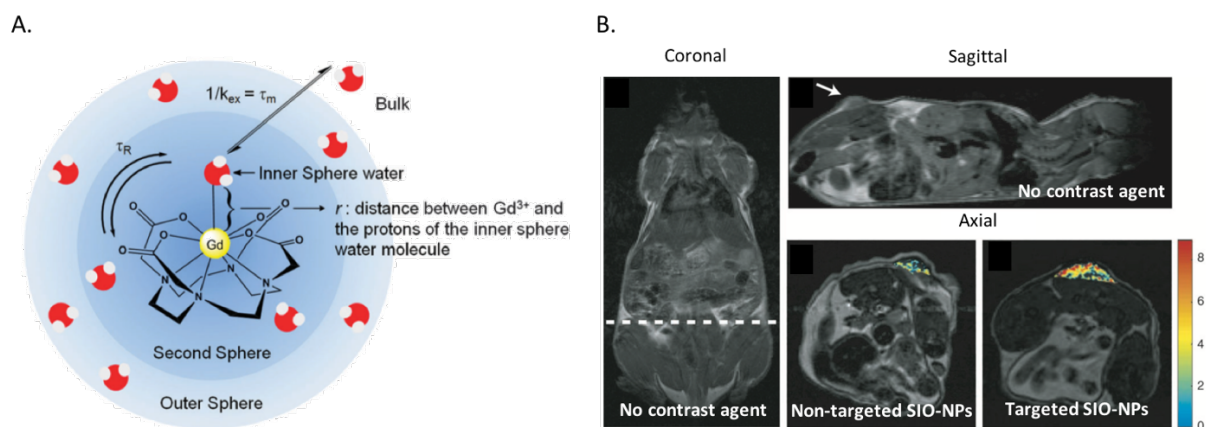 A.
1/kex = τm
Bulk
τR
Inner Sphere water
r : distance between Gd3+ and
the protons of the inner sphere
water molecule
O
O
O
O
O
O
O
Gd
N
N
N
N
Second Sphere
Outer Sphere
B.
Coronal
Sagittal
No contrast agent
Axial
8
6
4
2
0
No contrast agent
Non-targeted SIO-NPs
Targeted SIO-NPs